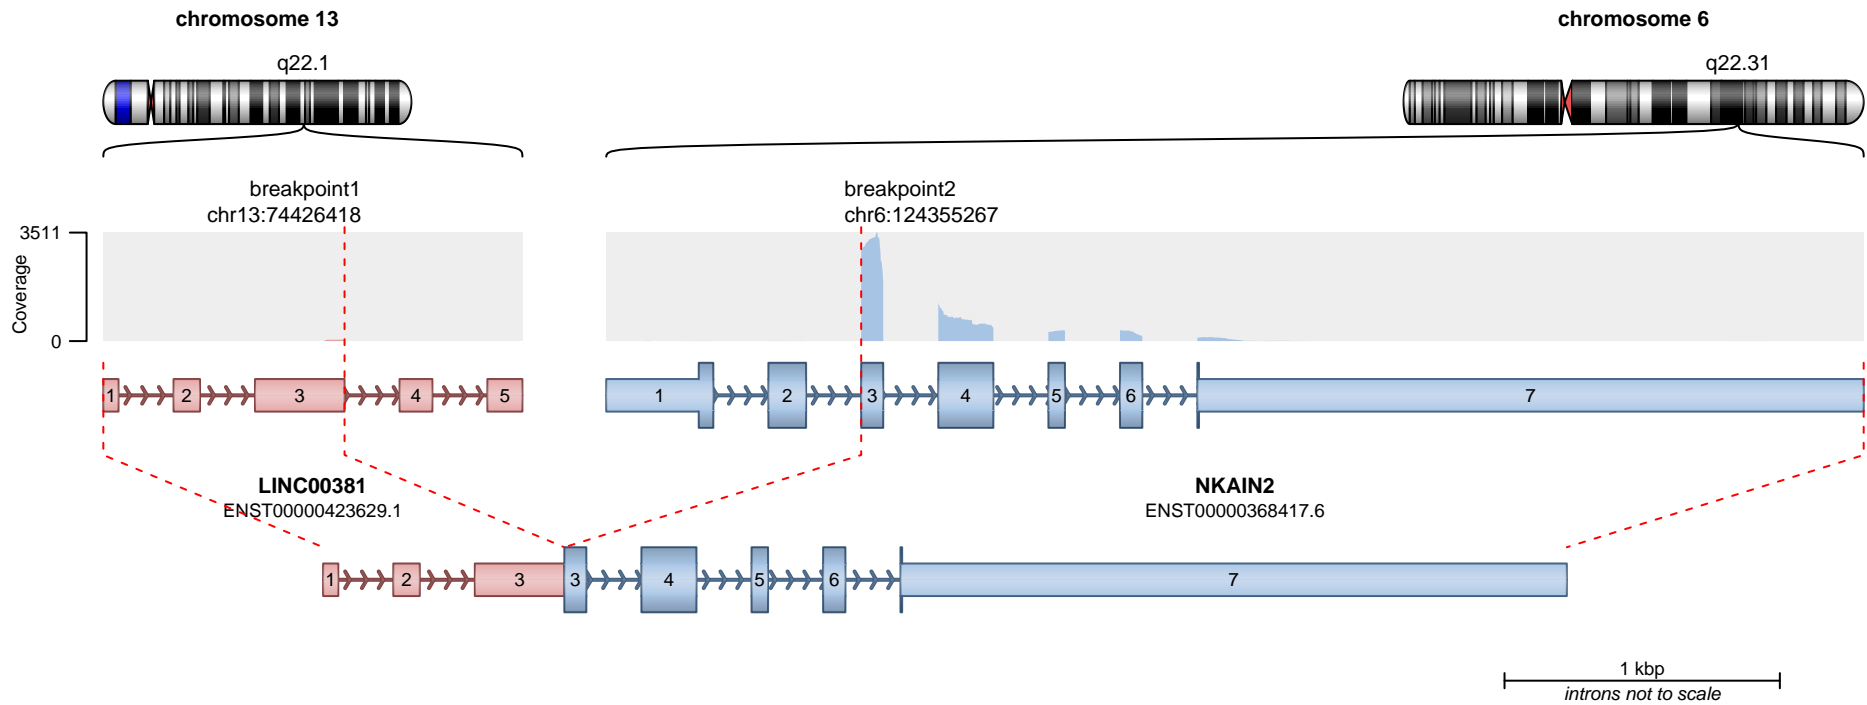 chromosome 13
chromosome 6
q22.1
q22.31
breakpoint1
chr13:74426418
breakpoint2
chr6:124355267
3511
Coverage
0
1 2 3 4 5
1 2 3 4 5 6 7
LINC00381
ENST00000423629.1
NKAIN2
ENST00000368417.6
1 2 3 3 4 5 6 7
1 kbp
introns not to scale